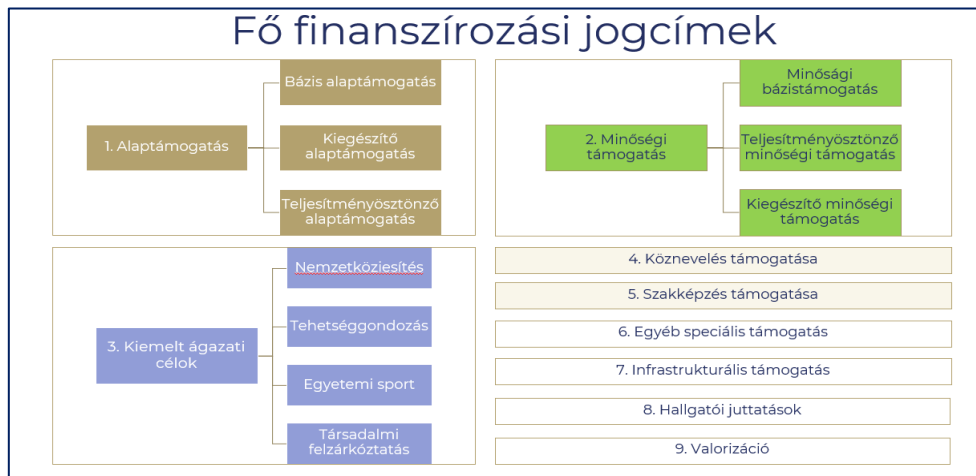 Fő finanszírozási jogcímek
1. Alaptámogatás
Bázis alaptámogatás
Kiegészítő
alaptámogatás
Teljesítményösztönző
alaptámogatás
2. Minőségi
támogatás
Minőségi
bázistámogatás
Teljesítményösztönző
minőségi támogatás
Kiegészítő minőségi
támogatás
3. Kiemelt ágazati
célok
Nemzetköziesítés
Tehetséggondozás
Egyetemi sport
Társadalmi
felzárkóztatás
4. Köznevelés támogatása
5. Szakképzés támogatása
6. Egyéb speciális támogatás
7. Infrastrukturális támogatás
8. Hallgatói juttatások
9. Valorizáció